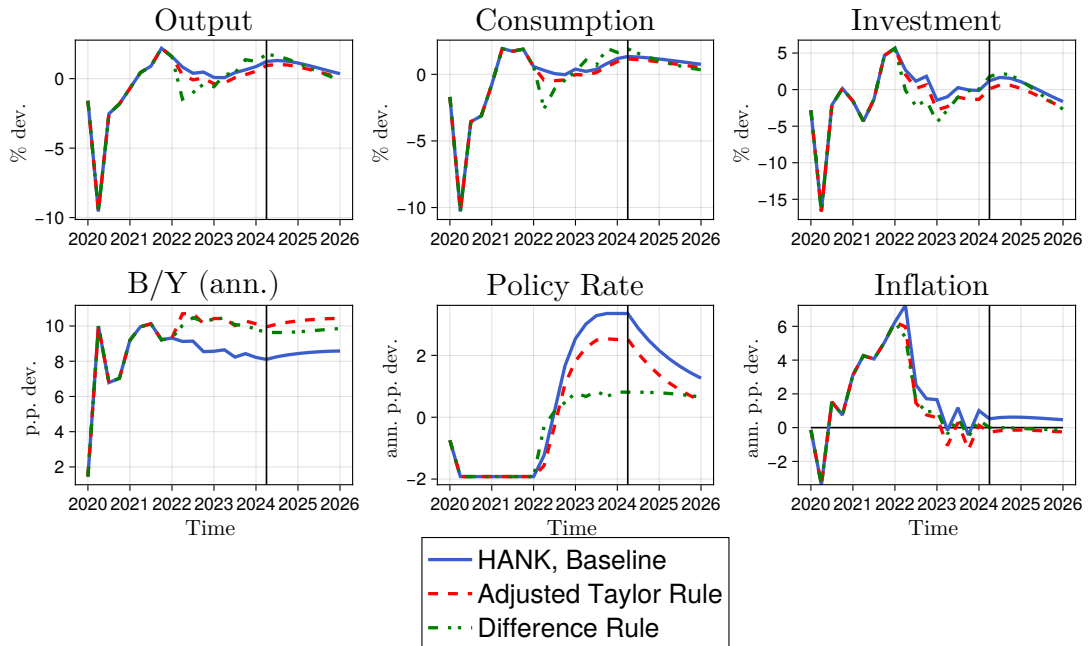 Output
Consumption
Investment
% dev.
0
−5
−10
2020 2021 2022 2023 2024 2025 2026
% dev.
0
−5
−10
2020 2021 2022 2023 2024 2025 2026
% dev.
5
0
−5
−10
−15
2020 2021 2022 2023 2024 2025 2026
B/Y (ann.)
Policy Rate
Inflation
p.p. dev.
10
8
6
4
2
2020 2021 2022 2023 2024 2025 2026
Time
ann. p.p. dev.
2
0
−2
2020 2021 2022 2023 2024 2025 2026
Time
ann. p.p. dev.
6
4
2
0
−2
2020 2021 2022 2023 2024 2025 2026
Time
HANK, Baseline
Adjusted Taylor Rule
Difference Rule